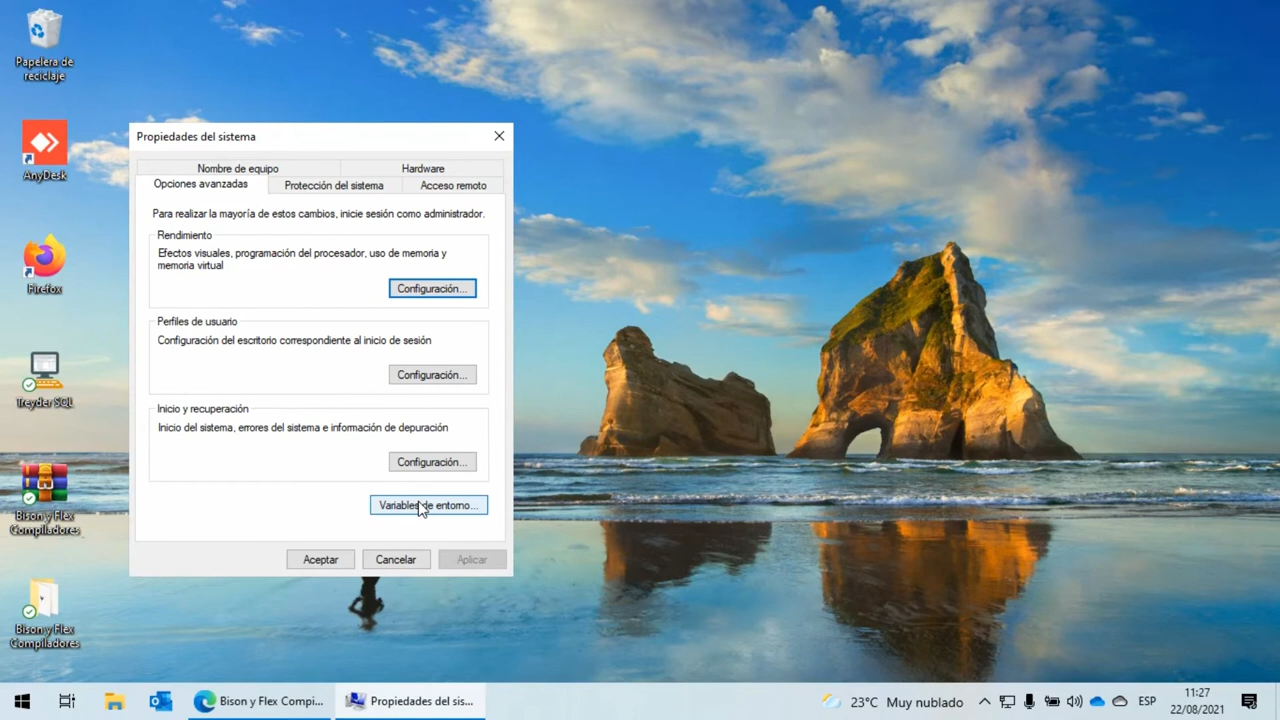 Papelera de
reciclaje
AnyDesk
Firefox
Treyder SQL
Bison y Flex
Compiladores
Bison y Flex
Compiladores
Propiedades del sistema
Nombre de equipo
Hardware
Opciones avanzadas
Protección del sistema
Acceso remoto
Para realizar la mayoría de estos cambios, inicie sesión como administrador.
Rendimiento
Efectos visuales, programación del procesador, uso de memoria y
memoria virtual
Configuración...
Perfiles de usuario
Configuración del escritorio correspondiente al inicio de sesión
Configuración...
Inicio y recuperación
Inicio del sistema, errores del sistema e información de depuración
Configuración...
Variables de entorno...
Aceptar
Cancelar
Aplicar
Bison y Flex Compi...
Propiedades del sis...
23°C Muy nublado
ESP
11:27
22/08/2021